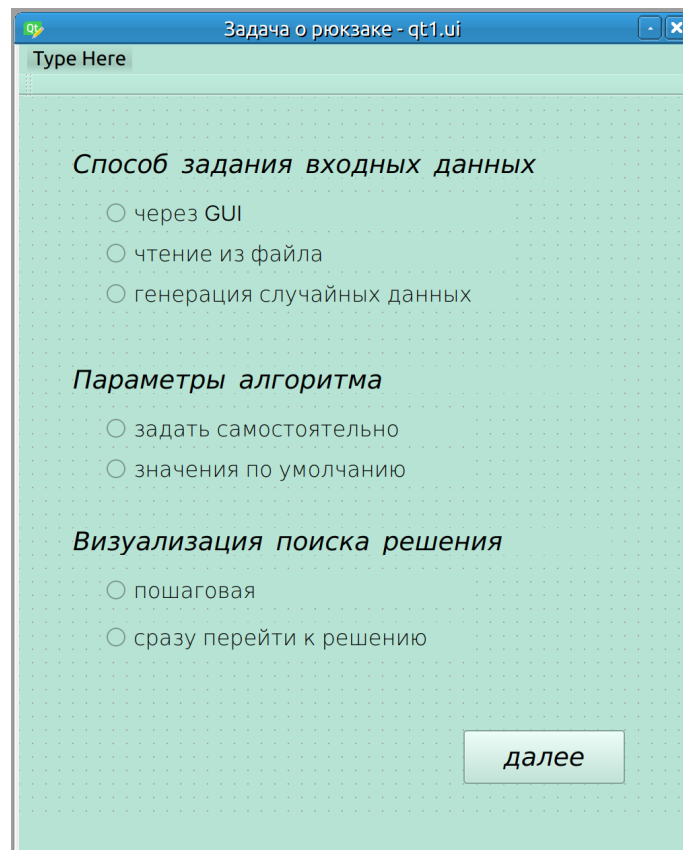 Задача о рюкзаке - qt1.ui
Type Here
Способ задания входных данных
через GUI
чтение из файла
генерация случайных данных
Параметры алгоритма
задать самостоятельно
значения по умолчанию
Визуализация поиска решения
пошаговая
сразу перейти к решению
далее